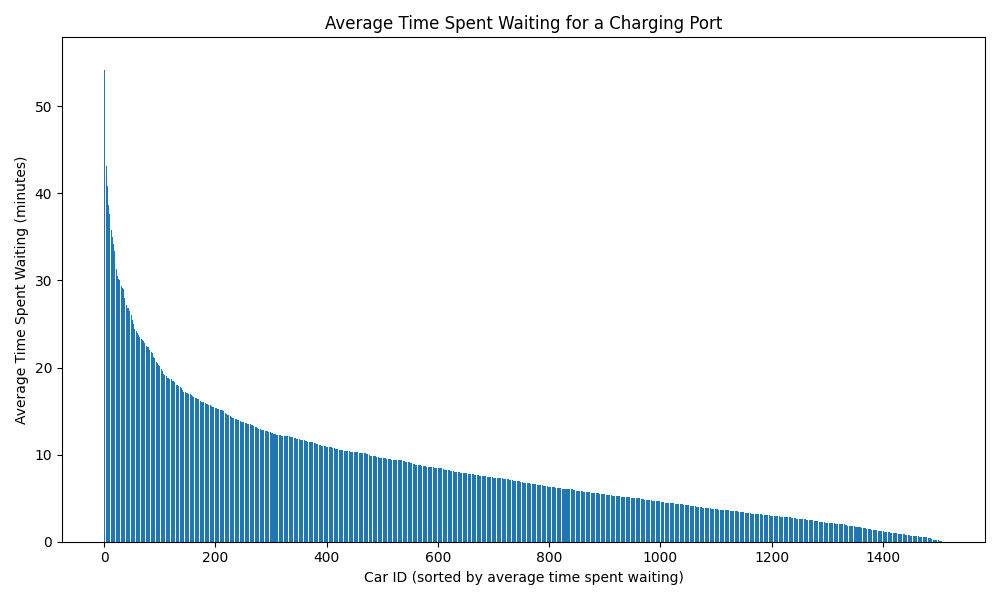 Average Time Spent Waiting for a Charging Port
Average Time Spent Waiting (minutes)
50
40
30
20
10
0
0 200 400 600 800 1000 1200 1400
Car ID (sorted by average time spent waiting)